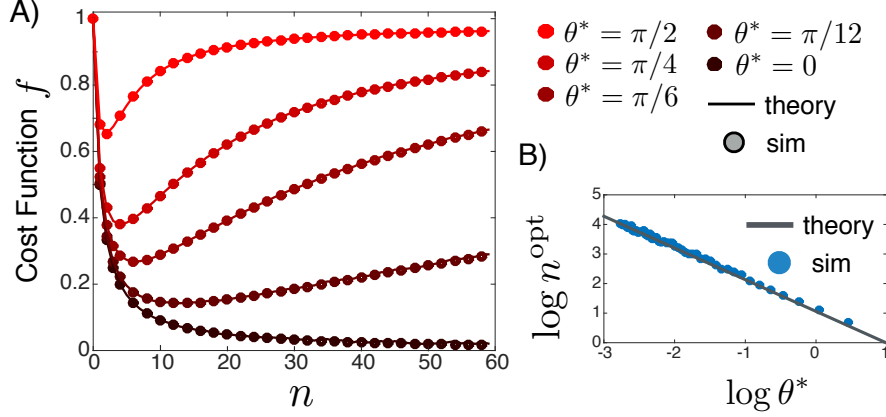 A)
Cost Function f
1
0.8
0.6
0.4
0.2
0
0 10 20 30 40 50 60
n
θ* = π/2
θ* = π/4
θ* = π/6
θ* = π/12
θ* = 0
theory
sim
B)
log n^opt
5
4
3
2
1
0
-3 -2 -1 0 1
log θ*
theory
sim